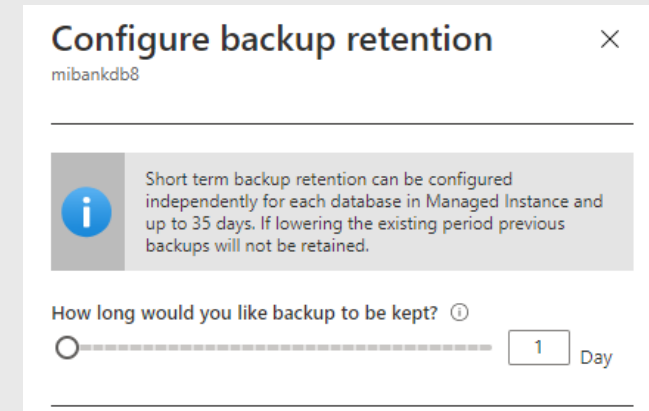 Configure backup retention
mibankdb8
Short term backup retention can be configured
independently for each database in Managed Instance and
up to 35 days. If lowering the existing period previous
backups will not be retained.
How long would you like backup to be kept?
1 Day